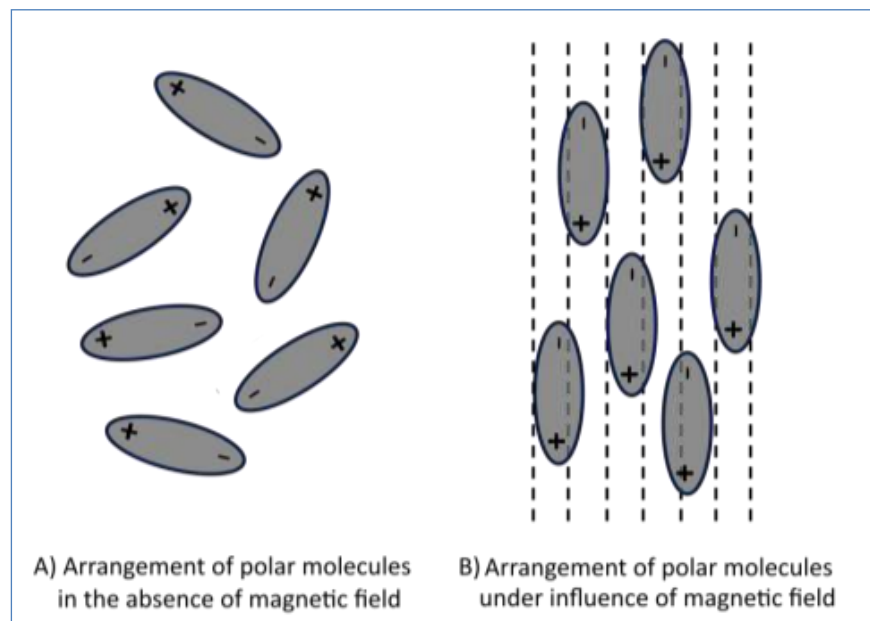 A) Arrangement of polar molecules
in the absence of magnetic field
B) Arrangement of polar molecules
under influence of magnetic field